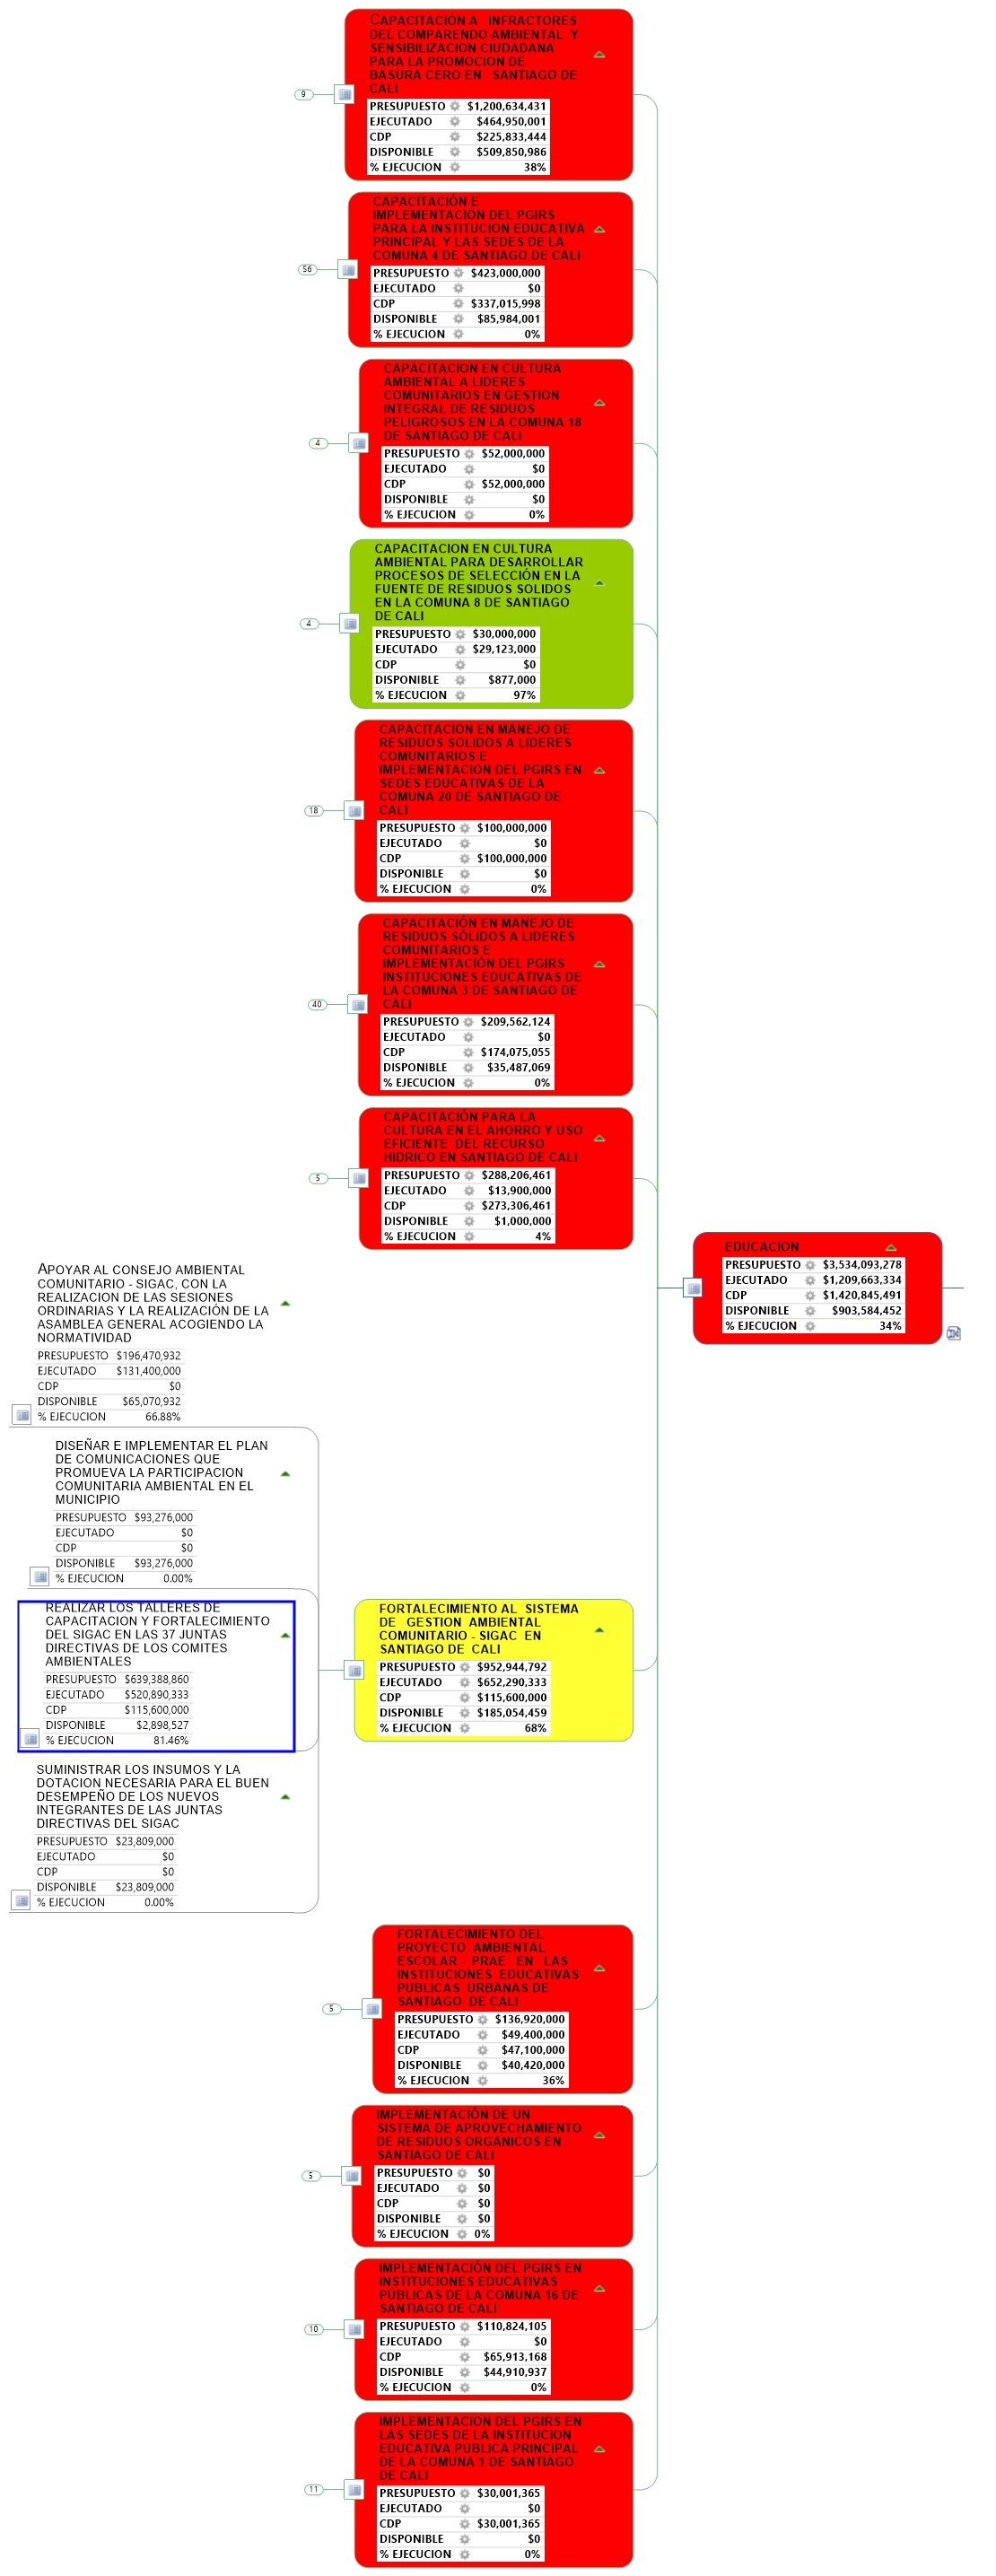 CAPACITACIÓN A INFRACTORES
DEL COMPARENDO AMBIENTAL Y
SENSIBILIZACION CIUDADANA
PARA LA PROMOCION DE
BASURA CERO EN SANTIAGO DE
CALI
9
PRESUPUESTO $1,200,634,431
EJECUTADO $464,950,001
CDP $225,833,444
DISPONIBLE $509,850,986
% EJECUCION 38%
CAPACITACIÓN E
IMPLEMENTACIÓN DEL PGIRS
PARA LA INSTITUCION EDUCATIVA
PRINCIPAL Y LAS SEDES DE LA
COMUNA 4 DE SANTIAGO DE CALI
56
PRESUPUESTO $423,000,000
EJECUTADO $0
CDP $337,015,998
DISPONIBLE $85,984,001
% EJECUCION 0%
CAPACITACION EN CULTURA
AMBIENTAL A LIDERES
COMUNITARIOS EN GESTION
INTEGRAL DE RESIDUOS
PELIGROSOS EN LA COMUNA 18
DE SANTIAGO DE CALI
4
PRESUPUESTO $52,000,000
EJECUTADO $0
CDP $52,000,000
DISPONIBLE $0
% EJECUCION 0%
CAPACITACION EN CULTURA
AMBIENTAL PARA DESARROLLAR
PROCESOS DE SELECCIÓN EN LA
FUENTE DE RESIDUOS SOLIDOS
EN LA COMUNA 8 DE SANTIAGO
DE CALI
4
PRESUPUESTO $30,000,000
EJECUTADO $29,123,000
CDP $0
DISPONIBLE $877,000
% EJECUCION 97%
CAPACITACION EN MANEJO DE
RESIDUOS SOLIDOS A LIDERES
COMUNITARIOS E
IMPLEMENTACION DEL PGIRS EN
SEDES EDUCATIVAS DE LA
COMUNA 20 DE SANTIAGO DE
CALI
18
PRESUPUESTO $100,000,000
EJECUTADO $0
CDP $100,000,000
DISPONIBLE $0
% EJECUCION 0%
CAPACITACIÓN EN MANEJO DE
RESIDUOS SÓLIDOS A LIDERES
COMUNITARIOS E
IMPLEMENTACIÓN DEL PGIRS
INSTITUCIONES EDUCATIVAS DE
LA COMUNA 3 DE SANTIAGO DE
CALI
40
PRESUPUESTO $209,562,124
EJECUTADO $0
CDP $174,075,055
DISPONIBLE $35,487,069
% EJECUCION 0%
CAPACITACIÓN PARA LA
CULTURA EN EL AHORRO Y USO
EFICIENTE DEL RECURSO
HIDRICO EN SANTIAGO DE CALI
5
PRESUPUESTO $288,206,461
EJECUTADO $13,900,000
CDP $273,306,461
DISPONIBLE $1,000,000
% EJECUCION 4%
EDUCACION
PRESUPUESTO $3,534,093,278
EJECUTADO $1,209,663,334
CDP $1,420,845,491
DISPONIBLE $903,584,452
% EJECUCION 34%
APOYAR AL CONSEJO AMBIENTAL
COMUNITARIO - SIGAC, CON LA
REALIZACION DE LAS SESIONES
ORDINARIAS Y LA REALIZACIÓN DE LA
ASAMBLEA GENERAL ACOGIENDO LA
NORMATIVIDAD
PRESUPUESTO $196,470,932
EJECUTADO $131,400,000
CDP $0
DISPONIBLE $65,070,932
% EJECUCION 66.88%
DISEÑAR E IMPLEMENTAR EL PLAN
DE COMUNICACIONES QUE
PROMUEVA LA PARTICIPACION
COMUNITARIA AMBIENTAL EN EL
MUNICIPIO
PRESUPUESTO $93,276,000
EJECUTADO $0
CDP $0
DISPONIBLE $93,276,000
% EJECUCION 0.00%
REALIZAR LOS TALLERES DE
CAPACITACION Y FORTALECIMIENTO
DEL SIGAC EN LAS 37 JUNTAS
DIRECTIVAS DE LOS COMITES
AMBIENTALES
PRESUPUESTO $639,388,860
EJECUTADO $520,890,333
CDP $115,600,000
DISPONIBLE $2,898,527
% EJECUCION 81.46%
SUMINISTRAR LOS INSUMOS Y LA
DOTACION NECESARIA PARA EL BUEN
DESEMPEÑO DE LOS NUEVOS
INTEGRANTES DE LAS JUNTAS
DIRECTIVAS DEL SIGAC
PRESUPUESTO $23,809,000
EJECUTADO $0
CDP $0
DISPONIBLE $23,809,000
% EJECUCION 0.00%
FORTALECIMIENTO AL SISTEMA
DE GESTION AMBIENTAL
COMUNITARIO - SIGAC EN
SANTIAGO DE CALI
PRESUPUESTO $952,944,792
EJECUTADO $652,290,333
CDP $115,600,000
DISPONIBLE $185,054,459
% EJECUCION 68%
FORTALECIMIENTO DEL
PROYECTO AMBIENTAL
ESCOLAR - PRAE EN LAS
INSTITUCIONES EDUCATIVAS
PUBLICAS URBANAS DE
SANTIAGO DE CALI
5
PRESUPUESTO $136,920,000
EJECUTADO $49,400,000
CDP $47,100,000
DISPONIBLE $40,420,000
% EJECUCION 36%
IMPLEMENTACIÓN DE UN
SISTEMA DE APROVECHAMIENTO
DE RESIDUOS ORGANICOS EN
SANTIAGO DE CALI
5
PRESUPUESTO $0
EJECUTADO $0
CDP $0
DISPONIBLE $0
% EJECUCION 0%
IMPLEMENTACIÓN DEL PGIRS EN
INSTITUCIONES EDUCATIVAS
PÚBLICAS DE LA COMUNA 16 DE
SANTIAGO DE CALI
10
PRESUPUESTO $110,824,105
EJECUTADO $0
CDP $65,913,168
DISPONIBLE $44,910,937
% EJECUCION 0%
IMPLEMENTACION DEL PGIRS EN
LAS SEDES DE LA INSTITUCION
EDUCATIVA PUBLICA PRINCIPAL
DE LA COMUNA 1 DE SANTIAGO
DE CALI
11
PRESUPUESTO $30,001,365
EJECUTADO $0
CDP $30,001,365
DISPONIBLE $0
% EJECUCION 0%